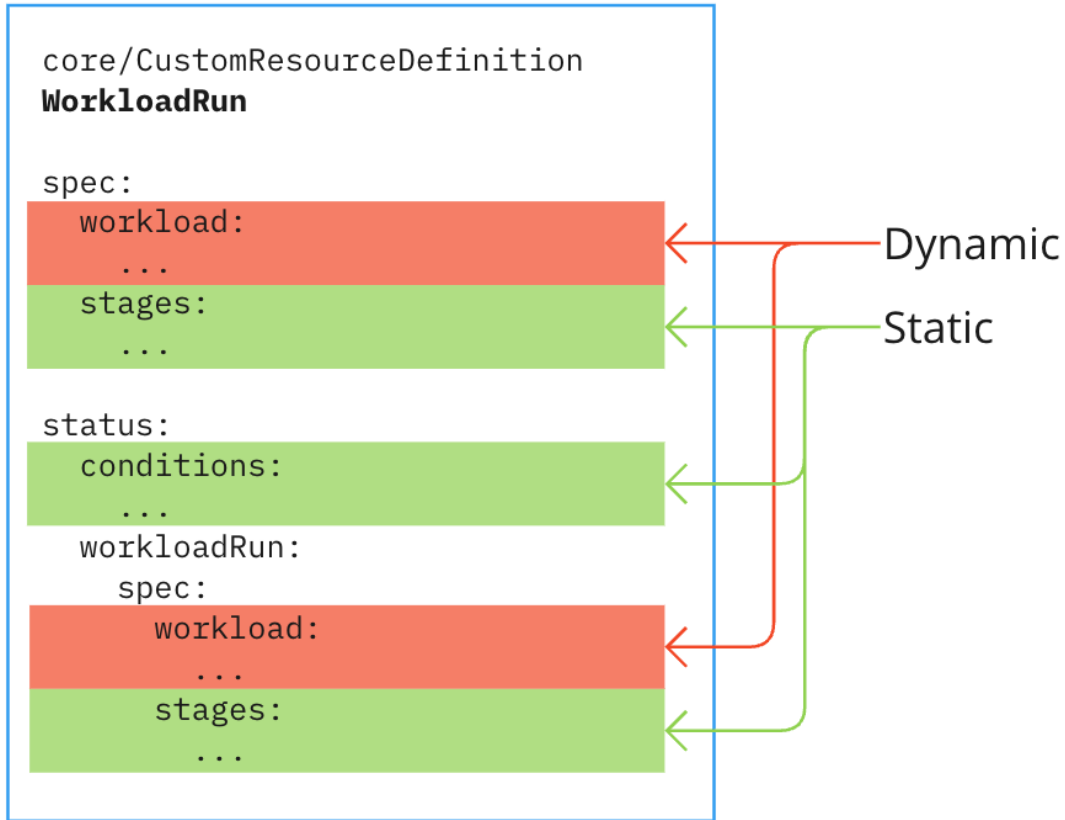 core/CustomResourceDefinition
WorkloadRun
spec:
workload:
...
stages:
...
status:
conditions:
...
workloadRun:
spec:
workload:
...
stages:
...
Dynamic
Static